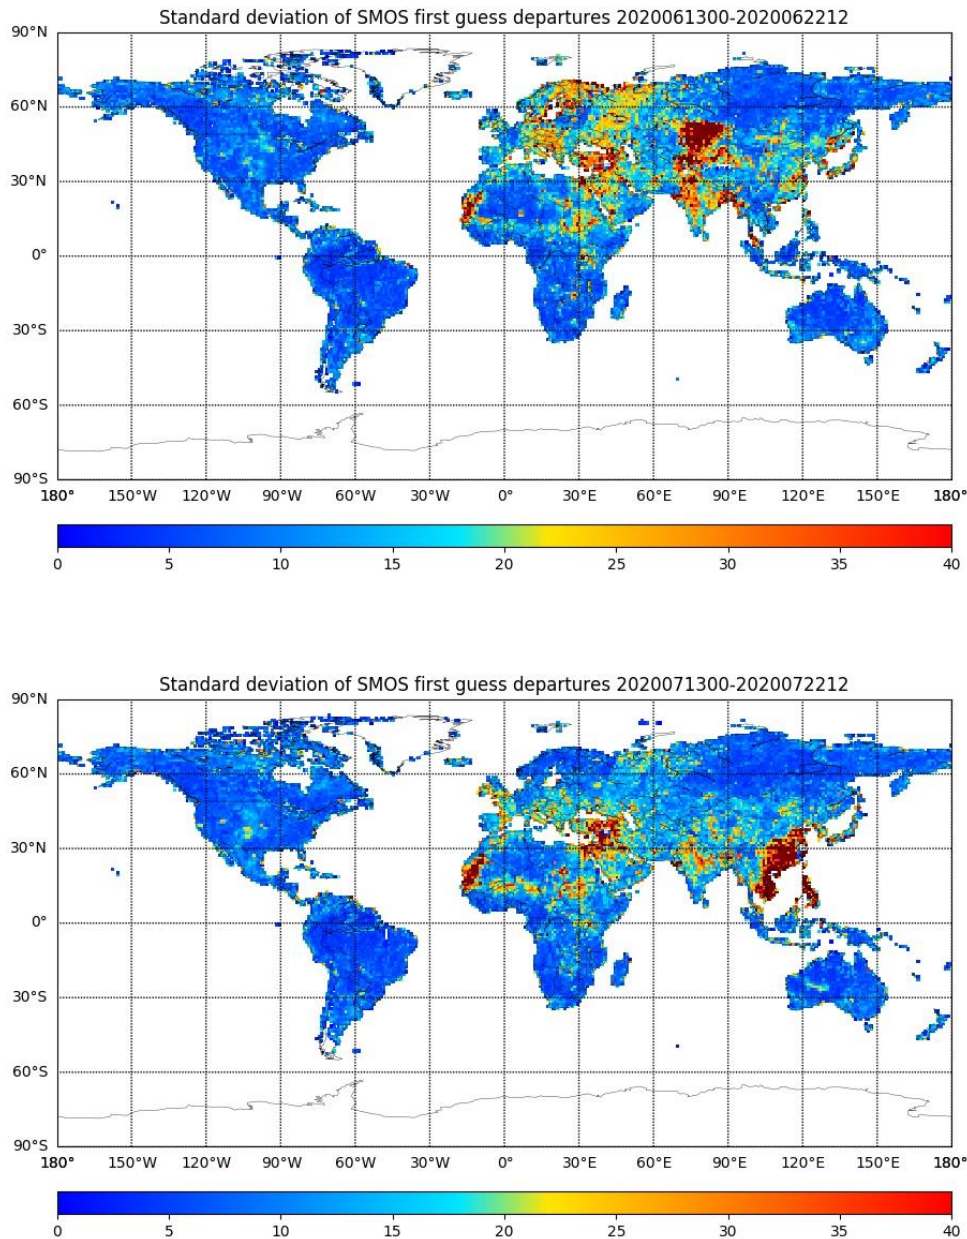 Standard deviation of SMOS first guess departures 2020061300-2020062212
90°N
60°N
30°N
0°
30°S
60°S
90°S
180° 150°W 120°W 90°W 60°W 30°W 0° 30°E 60°E 90°E 120°E 150°E 180°
0 5 10 15 20 25 30 35 40
Standard deviation of SMOS first guess departures 2020071300-2020072212
90°N
60°N
30°N
0°
30°S
60°S
90°S
180° 150°W 120°W 90°W 60°W 30°W 0° 30°E 60°E 90°E 120°E 150°E 180°
0 5 10 15 20 25 30 35 40